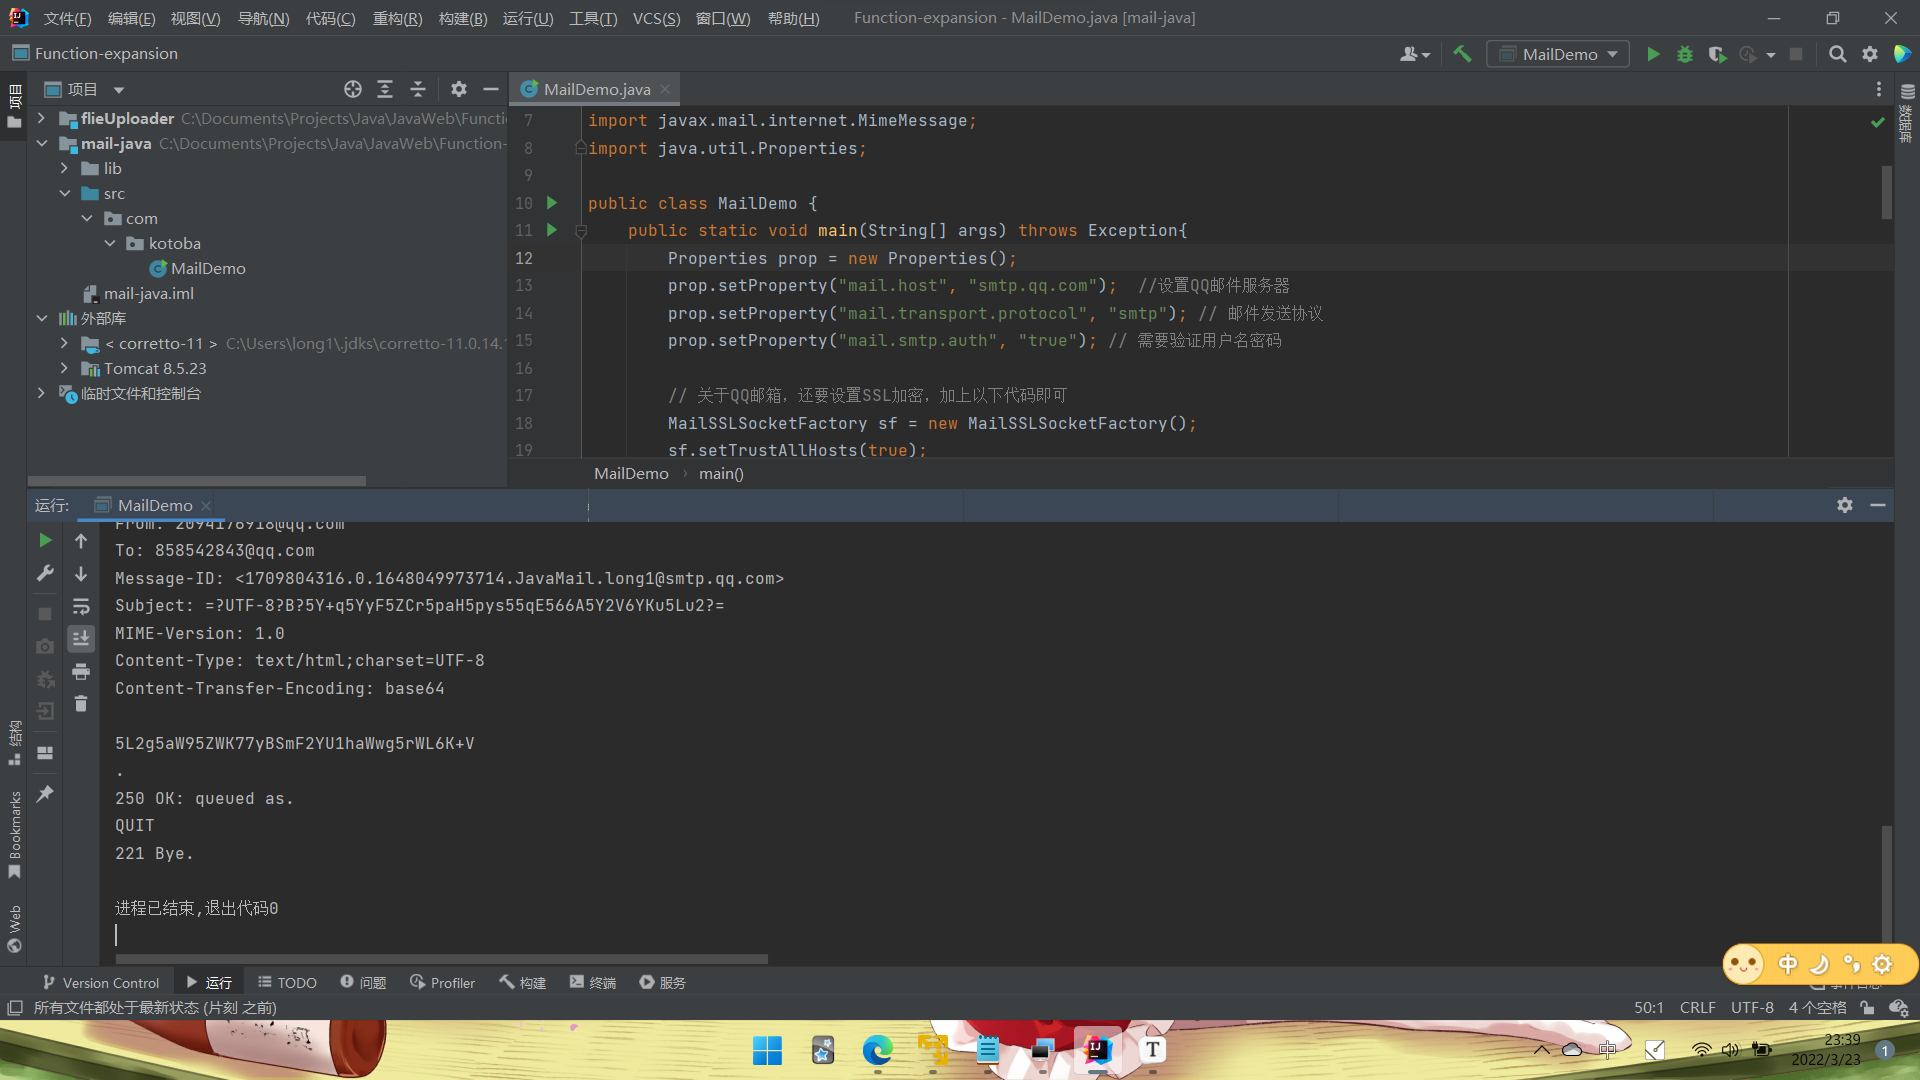 文件(F) 编辑(E) 视图(V) 导航(N) 代码(C) 重构(R) 构建(B) 运行(U) 工具(T) VCS(S) 窗口(W) 帮助(H) Function-expansion - MailDemo.java [mail-java]
Function-expansion
MailDemo
项目
项目
MailDemo.java
flieUploader C:\Documents\Projects\Java\JavaWeb\Functi
mail-java C:\Documents\Projects\Java\JavaWeb\Function-
lib
src
com
kotoba
MailDemo
mail-java.iml
外部库
< corretto-11 > C:\Users\long1\.jdks\corretto-11.0.14.
Tomcat 8.5.23
临时文件和控制台
7 import javax.mail.internet.MimeMessage;
8 import java.util.Properties;
9
10 public class MailDemo {
11 public static void main(String[] args) throws Exception{
12 Properties prop = new Properties();
13 prop.setProperty("mail.host", "smtp.qq.com"); //设置QQ邮件服务器
14 prop.setProperty("mail.transport.protocol", "smtp"); // 邮件发送协议
15 prop.setProperty("mail.smtp.auth", "true"); // 需要验证用户名密码
16
17 // 关于QQ邮箱，还要设置SSL加密，加上以下代码即可
18 MailSSLSocketFactory sf = new MailSSLSocketFactory();
19 sf.setTrustAllHosts(true);
MailDemo main()
数据库
运行: MailDemo
From: 2094176918@qq.com
To: 858542843@qq.com
Message-ID: <1709804316.0.1648049973714.JavaMail.long1@smtp.qq.com>
Subject: =?UTF-8?B?5Y+q5YyF5ZCr5paH5pys55qE566A5Y2V6YKu5Lu2?=
MIME-Version: 1.0
Content-Type: text/html;charset=UTF-8
Content-Transfer-Encoding: base64
5L2g5aW95ZWK77yBSmF2YU1haWwg5rWL6K+V
.
250 OK: queued as.
QUIT
221 Bye.
进程已结束,退出代码0
结构
Bookmarks
Web
中
Version Control 运行 TODO 问题 Profiler 构建 终端 服务
所有文件都处于最新状态 (片刻 之前)
50:1 CRLF UTF-8 4 个空格
IJ
T
中
23:39
2022/3/23
1